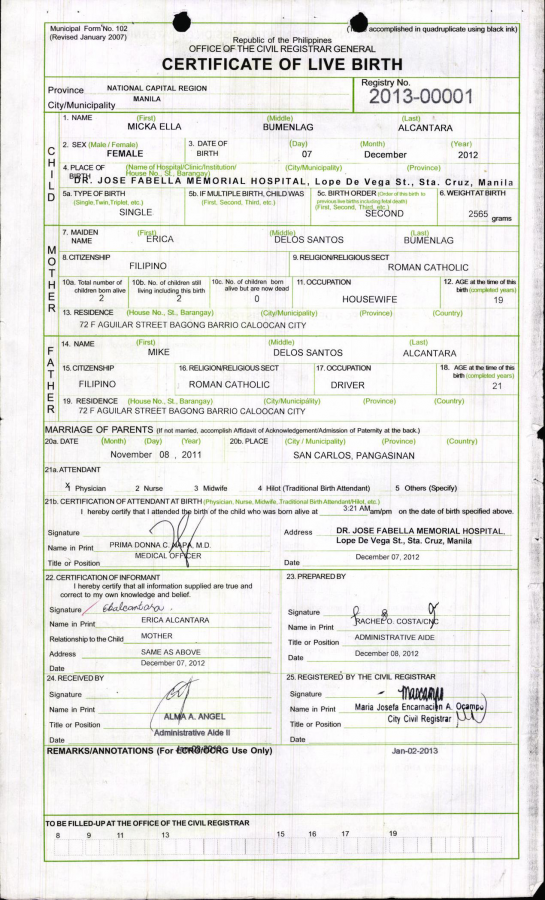 Municipal Form No. 102 accomplished in quadruplicate using black ink)
(Revised January 2007)
Republic of the Philippines
OFFICE OF THE CIVIL REGISTRAR GENERAL
CERTIFICATE OF LIVE BIRTH
Province NATIONAL CAPITAL REGION Registry No.
City/Municipality MANILA 2013-00001
CHILD
1. NAME (First) (Middle) (Last)
MICKA ELLA BUMENLAG ALCANTARA
2. SEX (Male / Female) 3. DATE OF BIRTH (Day) (Month) (Year)
FEMALE 07 December 2012
4. PLACE OF BIRTH (Name of Hospital/Clinic/Institution/ House No., St., Barangay) (City/Municipality) (Province)
DR. JOSE FABELLA MEMORIAL HOSPITAL, Lope De Vega St., Sta. Cruz, Manila
5a. TYPE OF BIRTH 5b. IF MULTIPLE BIRTH, CHILD WAS 5c. BIRTH ORDER (Order of this birth to previous live births including fetal death) 6. WEIGHT AT BIRTH
(Single,Twin,Triplet, etc.) (First, Second, Third, etc.) (First, Second, Third, etc.)
SINGLE SECOND 2565 grams
MOTHER
7. MAIDEN NAME (First) (Middle) (Last)
ERICA DELOS SANTOS BUMENLAG
8. CITIZENSHIP 9. RELIGION/RELIGIOUS SECT
FILIPINO ROMAN CATHOLIC
10a. Total number of children born alive 10b. No. of children still living including this birth 10c. No. of children born alive but are now dead 11. OCCUPATION 12. AGE at the time of this birth (completed years)
2 2 0 HOUSEWIFE 19
13. RESIDENCE (House No., St., Barangay) (City/Municipality) (Province) (Country)
72 F AGUILAR STREET BAGONG BARRIO CALOOCAN CITY
FATHER
14. NAME (First) (Middle) (Last)
MIKE DELOS SANTOS ALCANTARA
15. CITIZENSHIP 16. RELIGION/RELIGIOUS SECT 17. OCCUPATION 18. AGE at the time of this birth (completed years)
FILIPINO ROMAN CATHOLIC DRIVER 21
19. RESIDENCE (House No., St., Barangay) (City/Municipality) (Province) (Country)
72 F AGUILAR STREET BAGONG BARRIO CALOOCAN CITY
MARRIAGE OF PARENTS (If not married, accomplish Affidavit of Acknowledgement/Admission of Paternity at the back.)
20a. DATE (Month) (Day) (Year) 20b. PLACE (City / Municipality) (Province) (Country)
November 08 , 2011 SAN CARLOS, PANGASINAN
21a. ATTENDANT
X 1 Physician 2 Nurse 3 Midwife 4 Hilot (Traditional Birth Attendant) 5 Others (Specify)
21b. CERTIFICATION OF ATTENDANT AT BIRTH (Physician, Nurse, Midwife, Traditional Birth Attendant/Hilot, etc.)
I hereby certify that I attended the birth of the child who was born alive at 3:21 AM am/pm on the date of birth specified above.
Signature Address DR. JOSE FABELLA MEMORIAL HOSPITAL,
Lope De Vega St., Sta. Cruz, Manila
Name in Print PRIMA DONNA C. NAPA, M.D.
Title or Position MEDICAL OFFICER Date December 07, 2012
22. CERTIFICATION OF INFORMANT
I hereby certify that all information supplied are true and
correct to my own knowledge and belief.
Signature Ebalcantara
Name in Print ERICA ALCANTARA
Relationship to the Child MOTHER
Address SAME AS ABOVE
Date December 07, 2012
23. PREPARED BY
Signature
Name in Print RACHEL O. COSTA/CNC
Title or Position ADMINISTRATIVE AIDE
Date December 08, 2012
24. RECEIVED BY
Signature
Name in Print ALMA A. ANGEL
Title or Position Administrative Aide II
Date
25. REGISTERED BY THE CIVIL REGISTRAR
Signature
Name in Print Maria Josefa Encarnacion A. Ocampo
Title or Position City Civil Registrar
Date Jan-02-2013
REMARKS/ANNOTATIONS (For LCRO/OCRG Use Only)
TO BE FILLED-UP AT THE OFFICE OF THE CIVIL REGISTRAR
8 9 11 13 15 16 17 19